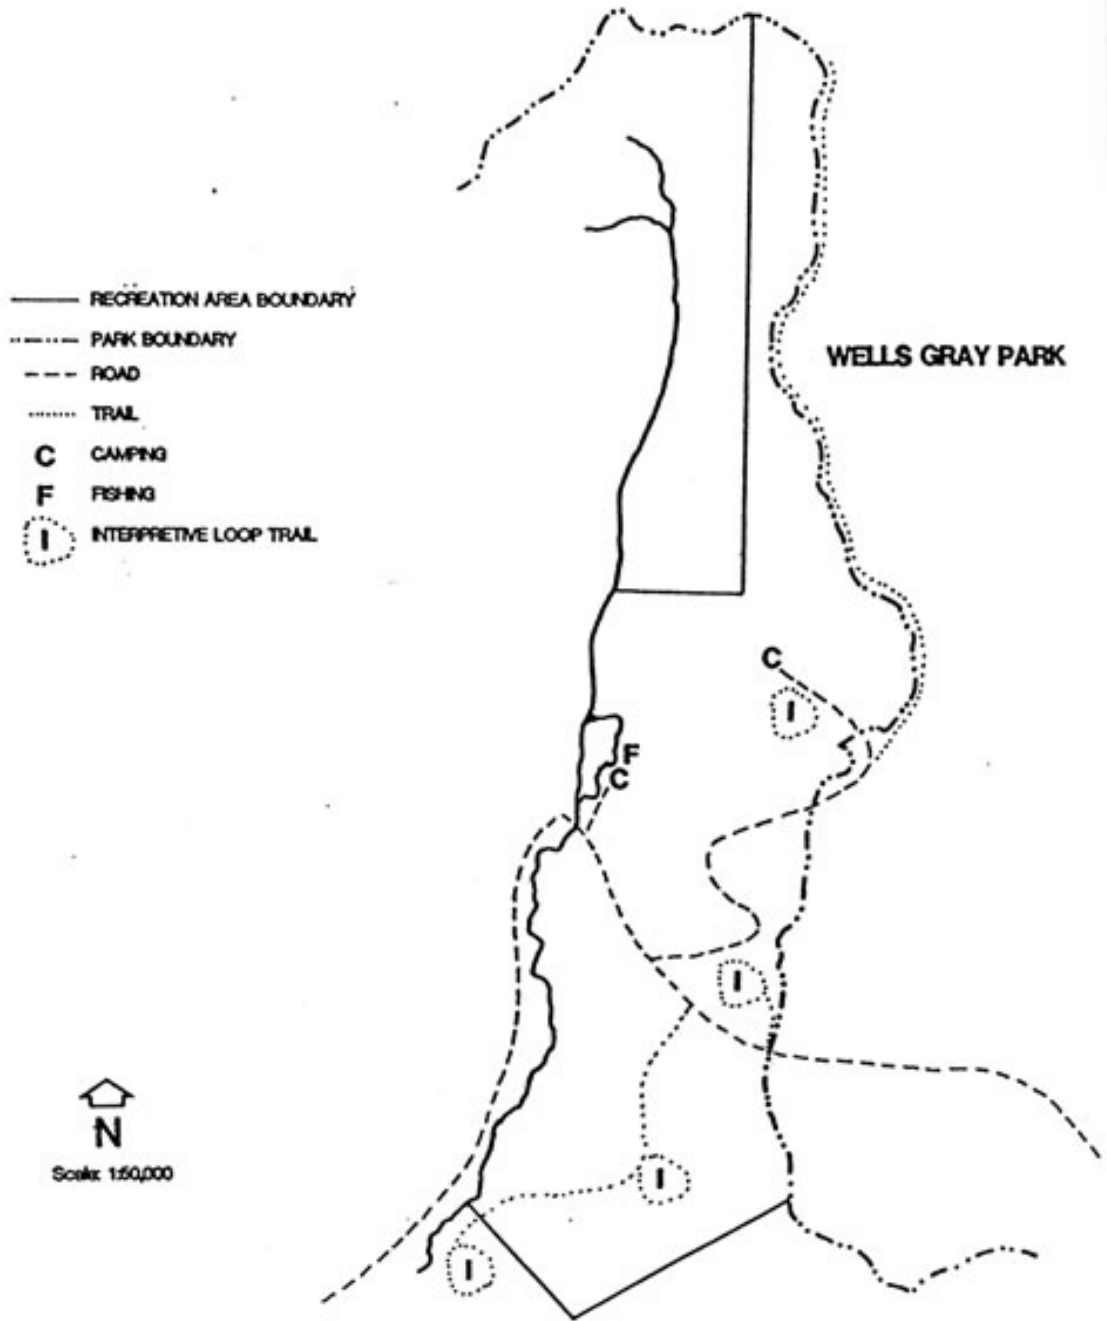 RECREATION AREA BOUNDARY
PARK BOUNDARY
ROAD
TRAIL
C CAMPING
F FISHING
I INTERPRETIVE LOOP TRAIL
WELLS GRAY PARK
C
I
F
C
I
I
I
N
Scale: 1:50,000